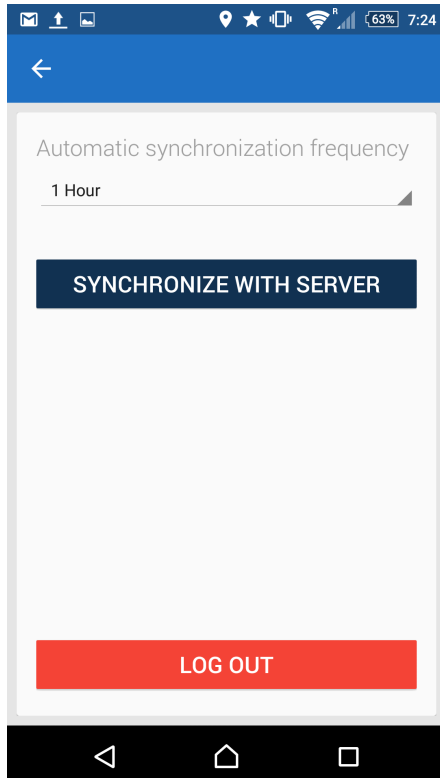 R
63% 7:24
Automatic synchronization frequency
1 Hour
SYNCHRONIZE WITH SERVER
LOG OUT